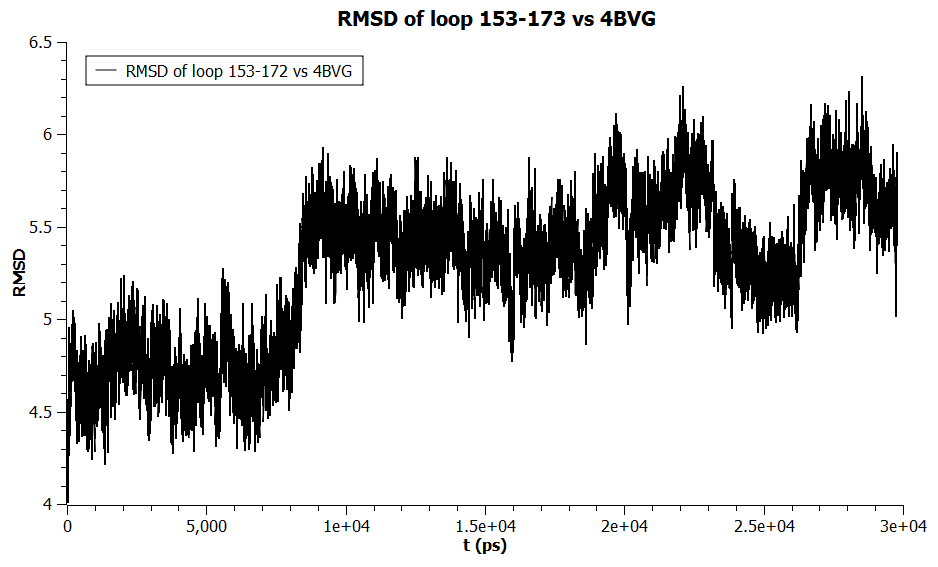 RMSD of loop 153-173 vs 4BVG
RMSD of loop 153-172 vs 4BVG
6.5
6
5.5
5
4.5
4
RMSD
0
5,000
1e+04
1.5e+04
2e+04
2.5e+04
3e+04
t (ps)